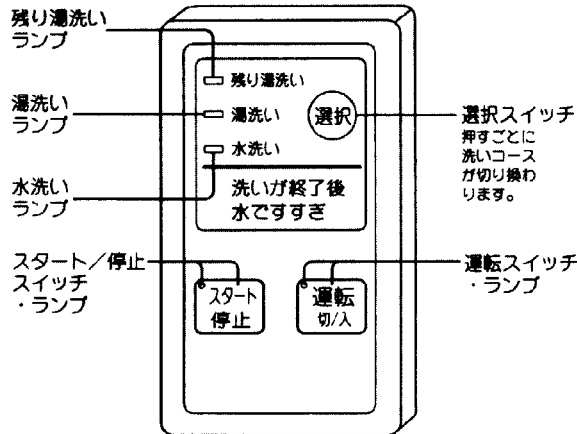 残り湯洗い
ランプ
湯洗い
ランプ
水洗い
ランプ
スタート／停止
スイッチ
・ランプ
残り湯洗い
湯洗い
水洗い
選択
洗いが終了後
水ですすぎ
スタート
停止
運転
切/入
選択スイッチ
押すごとに
洗いコース
が切り換わ
ります。
運転スイッチ
・ランプ